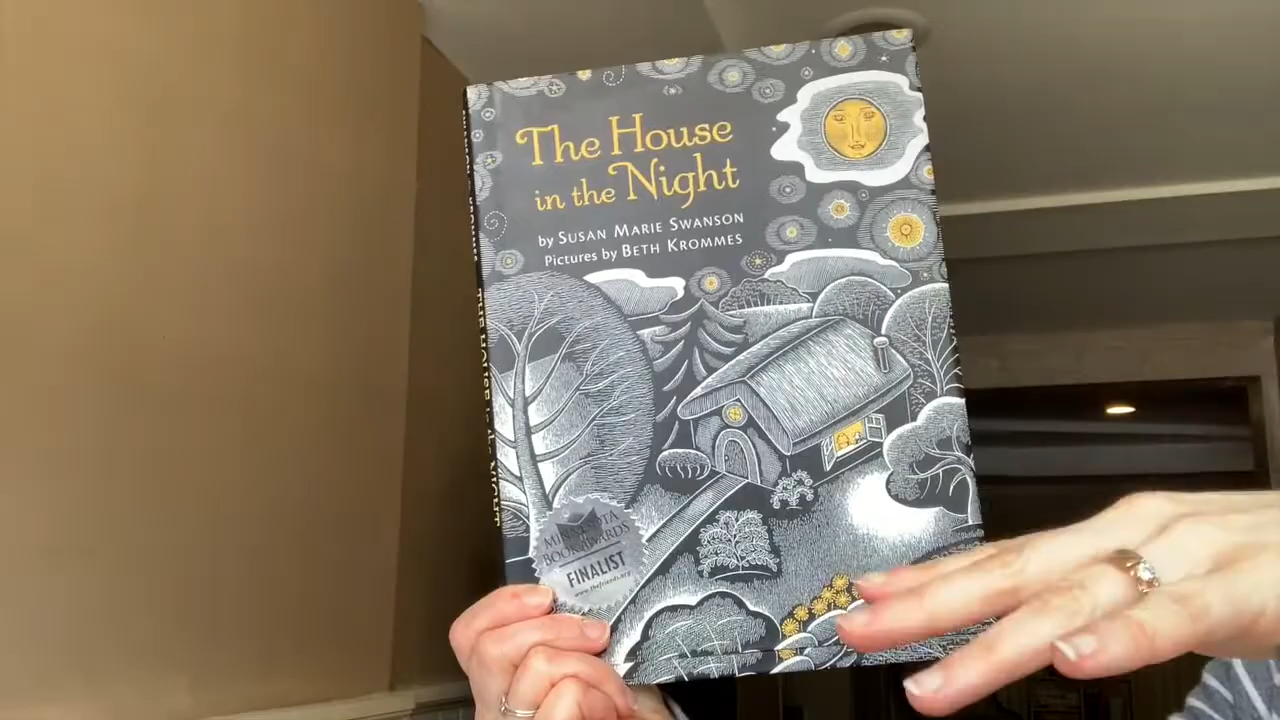 The House
in the Night
by SUSAN MARIE SWANSON
Pictures by BETH KROMMES
MINNESOTA
BOOK AWARDS
FINALIST
www.thefriends.org
THE HOUSE in the NIGHT